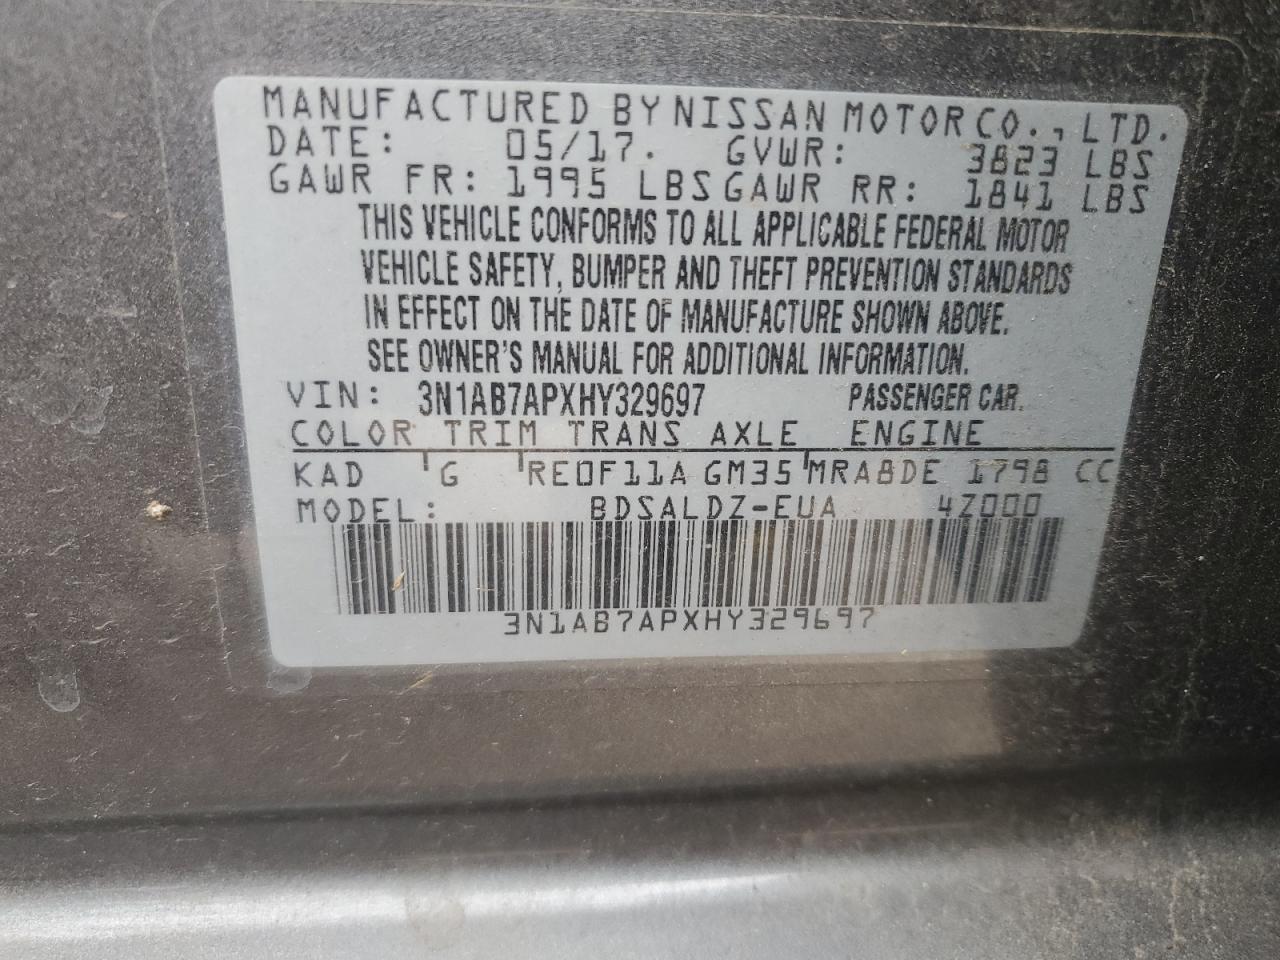 MANUFACTURED BY NISSAN MOTOR CO., LTD.
DATE: 05/17. GVWR: 3823 LBS
GAWR FR: 1995 LBS GAWR RR: 1841 LBS
THIS VEHICLE CONFORMS TO ALL APPLICABLE FEDERAL MOTOR
VEHICLE SAFETY, BUMPER AND THEFT PREVENTION STANDARDS
IN EFFECT ON THE DATE OF MANUFACTURE SHOWN ABOVE.
SEE OWNER'S MANUAL FOR ADDITIONAL INFORMATION.
VIN: 3N1AB7APXHY329697 PASSENGER CAR.
COLOR TRIM TRANS AXLE ENGINE
KAD G RE0F11A GM35 MRA8DE 1798 CC
MODEL: BDSALDZ-EUA 4Z000
3N1AB7APXHY329697